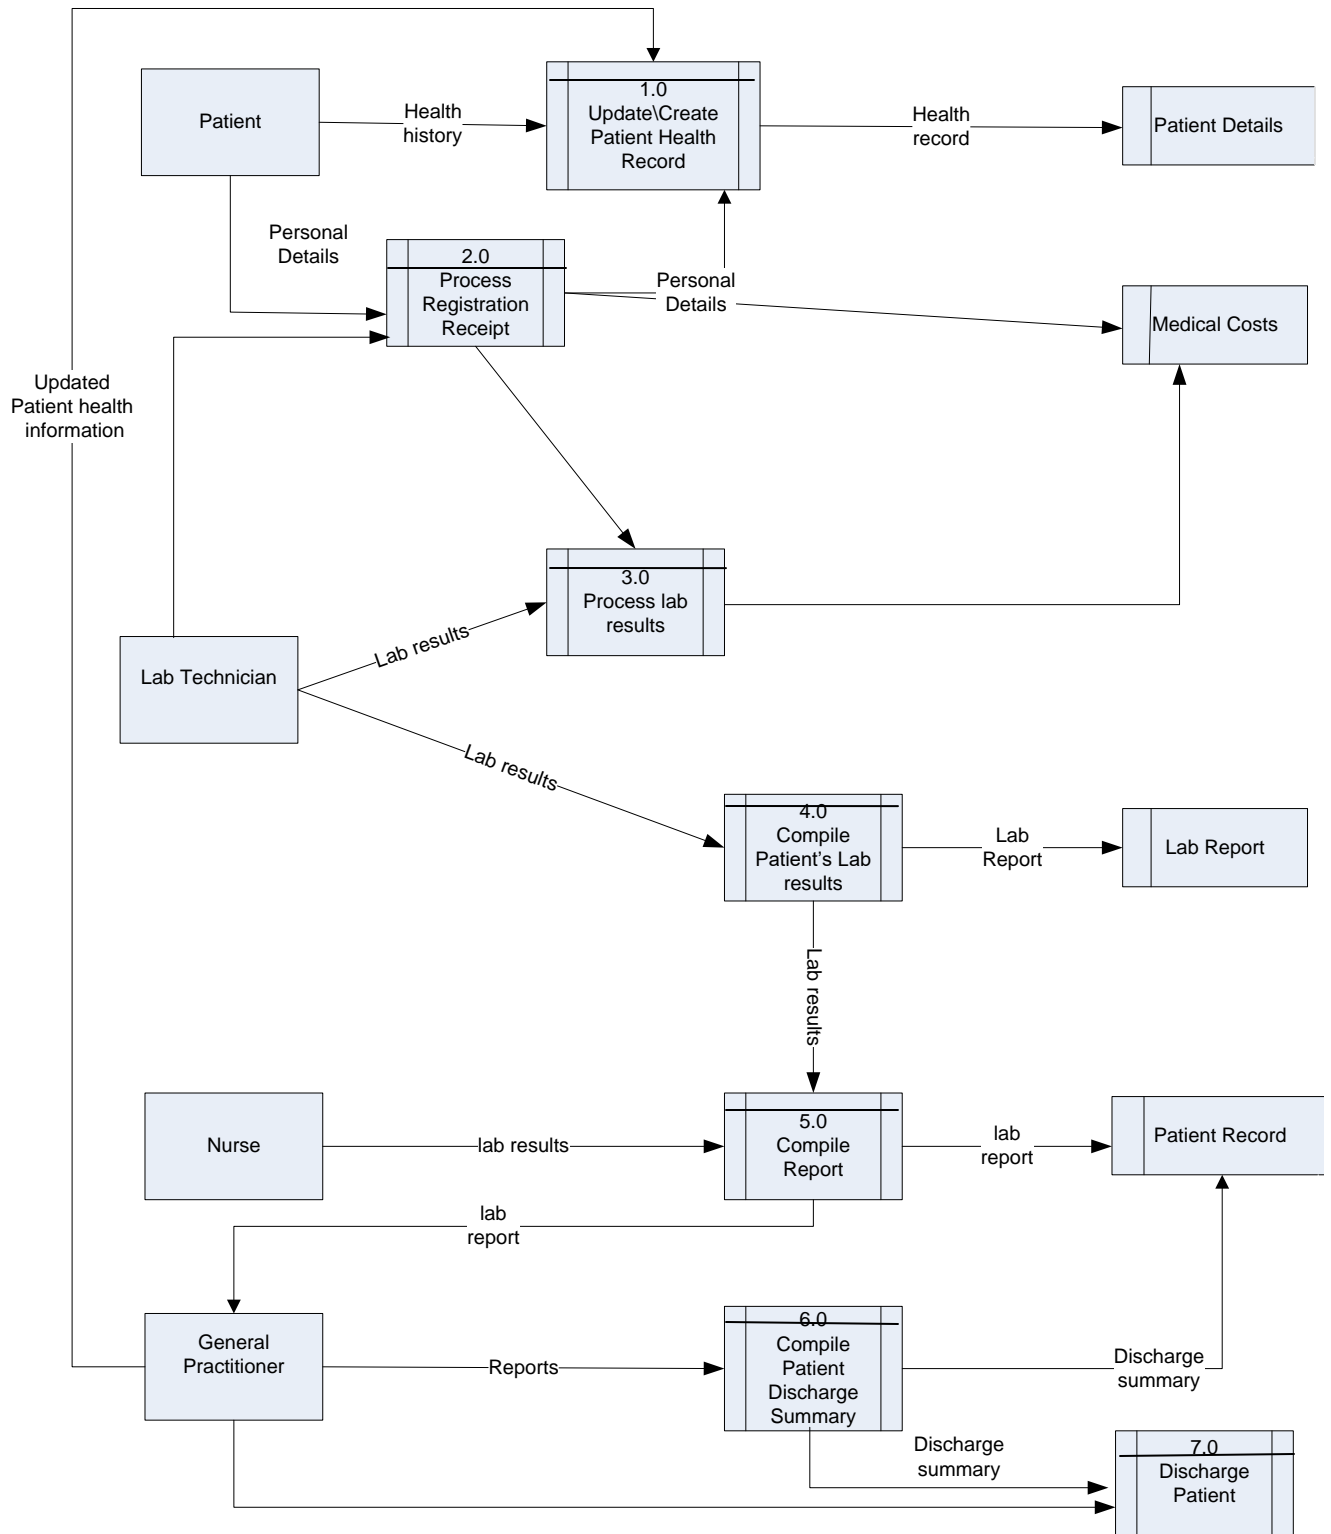 Patient
Health
history
1.0
Update\Create
Patient Health
Record
Health
record
Patient Details
Personal
Details
2.0
Process
Registration
Receipt
Personal
Details
Medical Costs
Updated
Patient health
information
3.0
Process lab
results
Lab results
Lab Technician
Lab results
4.0
Compile
Patient's Lab
results
Lab
Report
Lab Report
Lab results
Nurse
lab results
5.0
Compile
Report
lab
report
Patient Record
lab
report
General
Practitioner
Reports
6.0
Compile
Patient
Discharge
Summary
Discharge
summary
Discharge
summary
7.0
Discharge
Patient